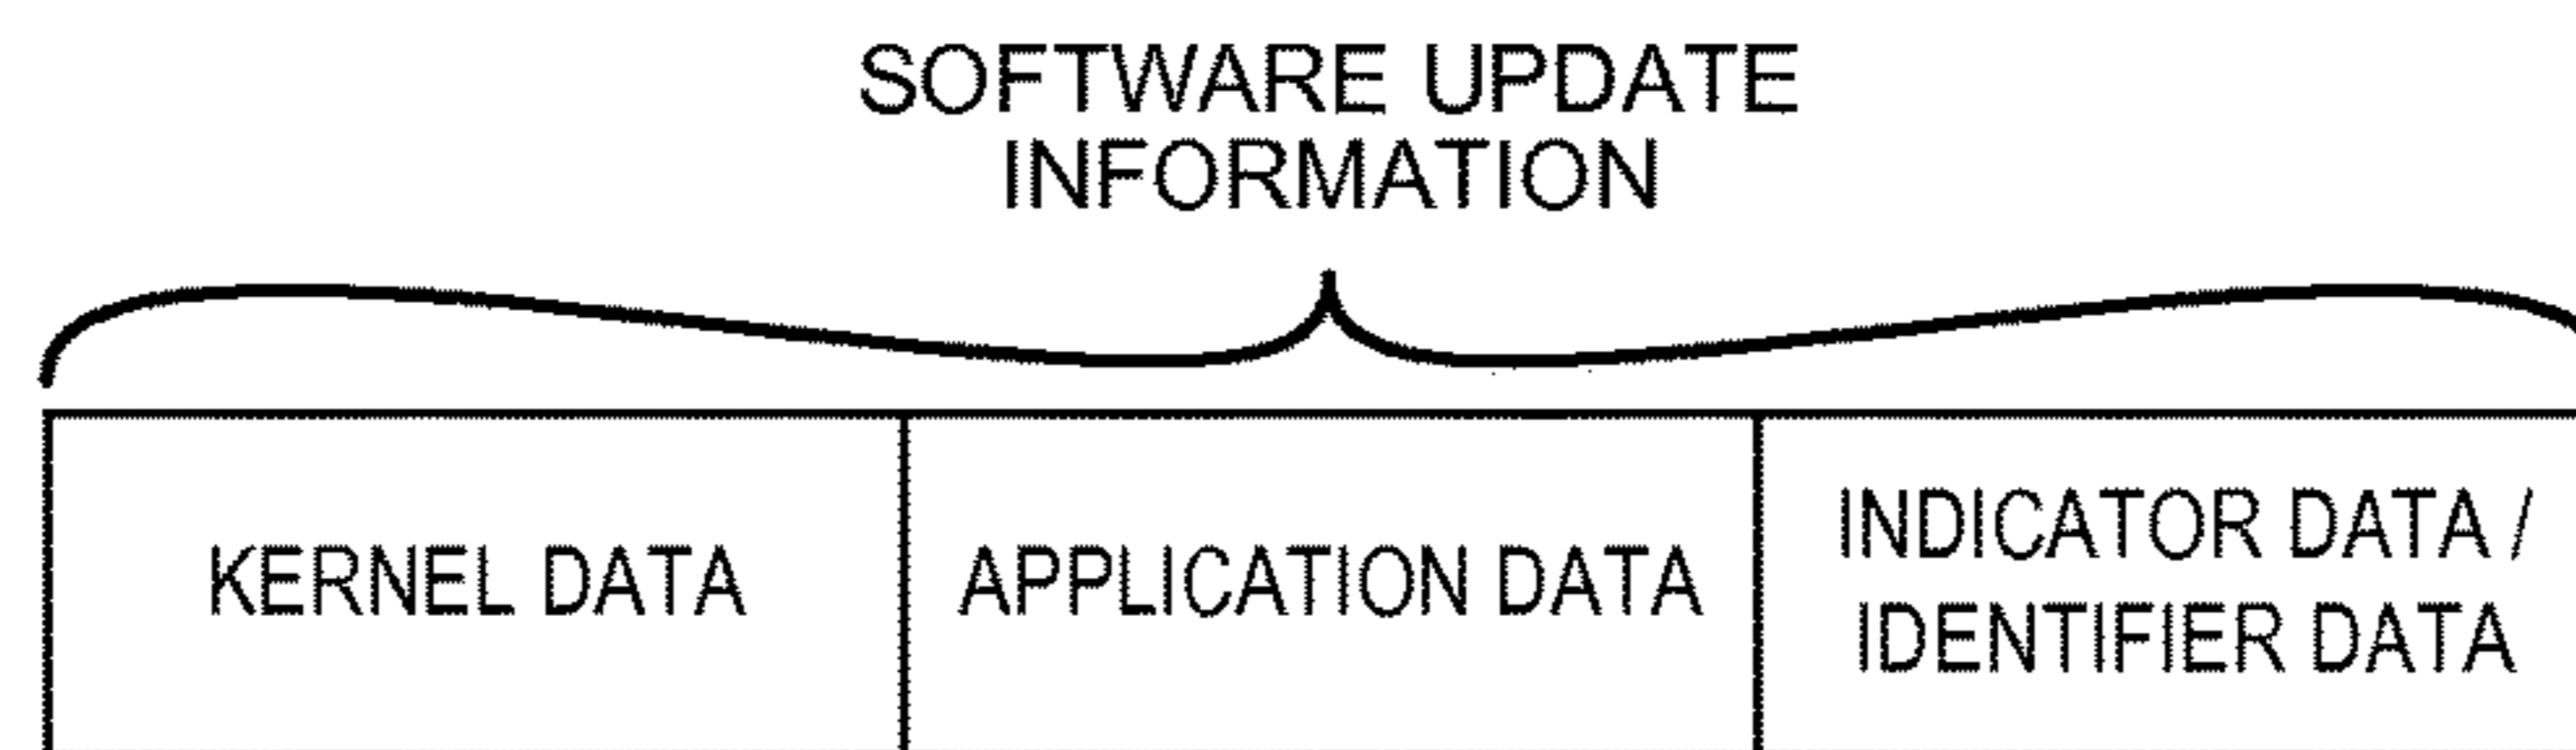 SOFTWARE UPDATE
INFORMATION
KERNEL DATA
APPLICATION DATA
INDICATOR DATA /
IDENTIFIER DATA